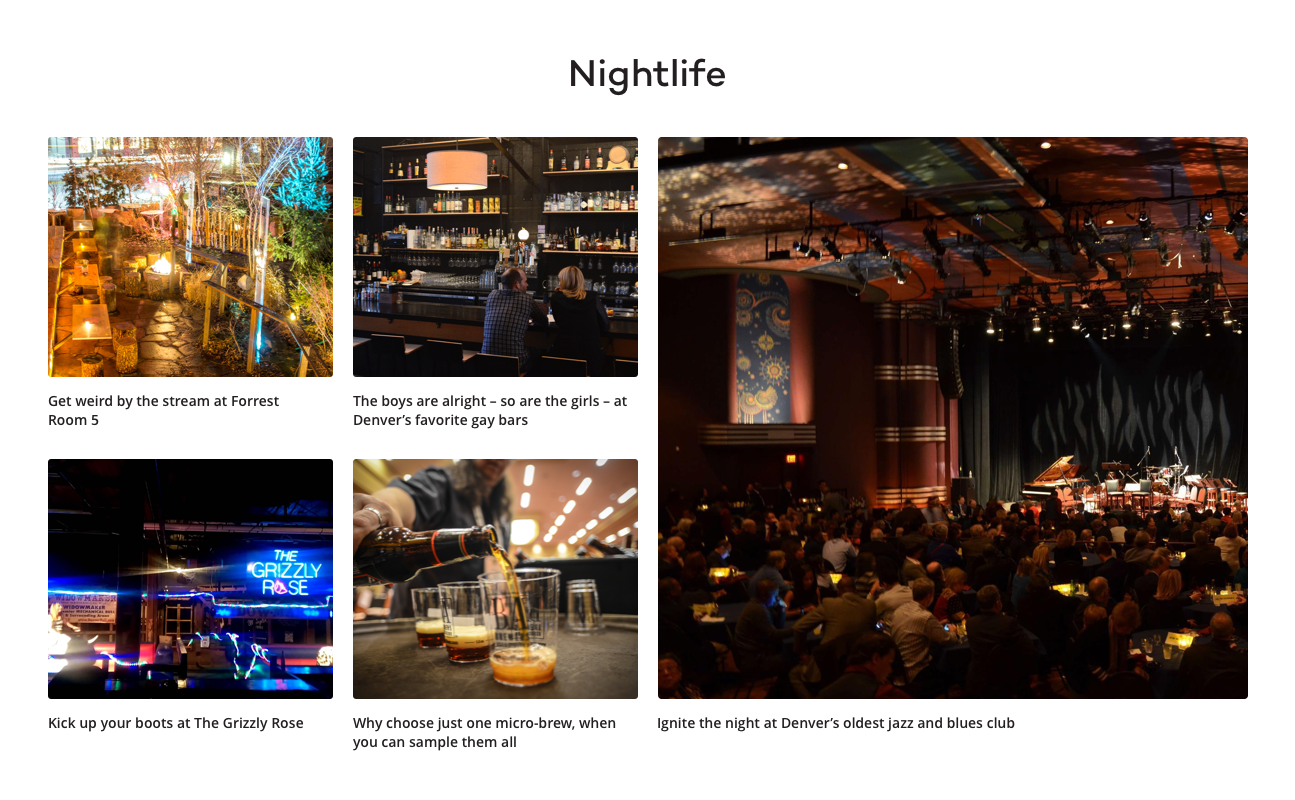 Nightlife
Get weird by the stream at Forrest
Room 5
The boys are alright – so are the girls – at
Denver’s favorite gay bars
THE
GRIZZLY
ROSE
WIDOWMAKER
WIDOWMAKER
Kick up your boots at The Grizzly Rose
Why choose just one micro-brew, when
you can sample them all
Ignite the night at Denver’s oldest jazz and blues club